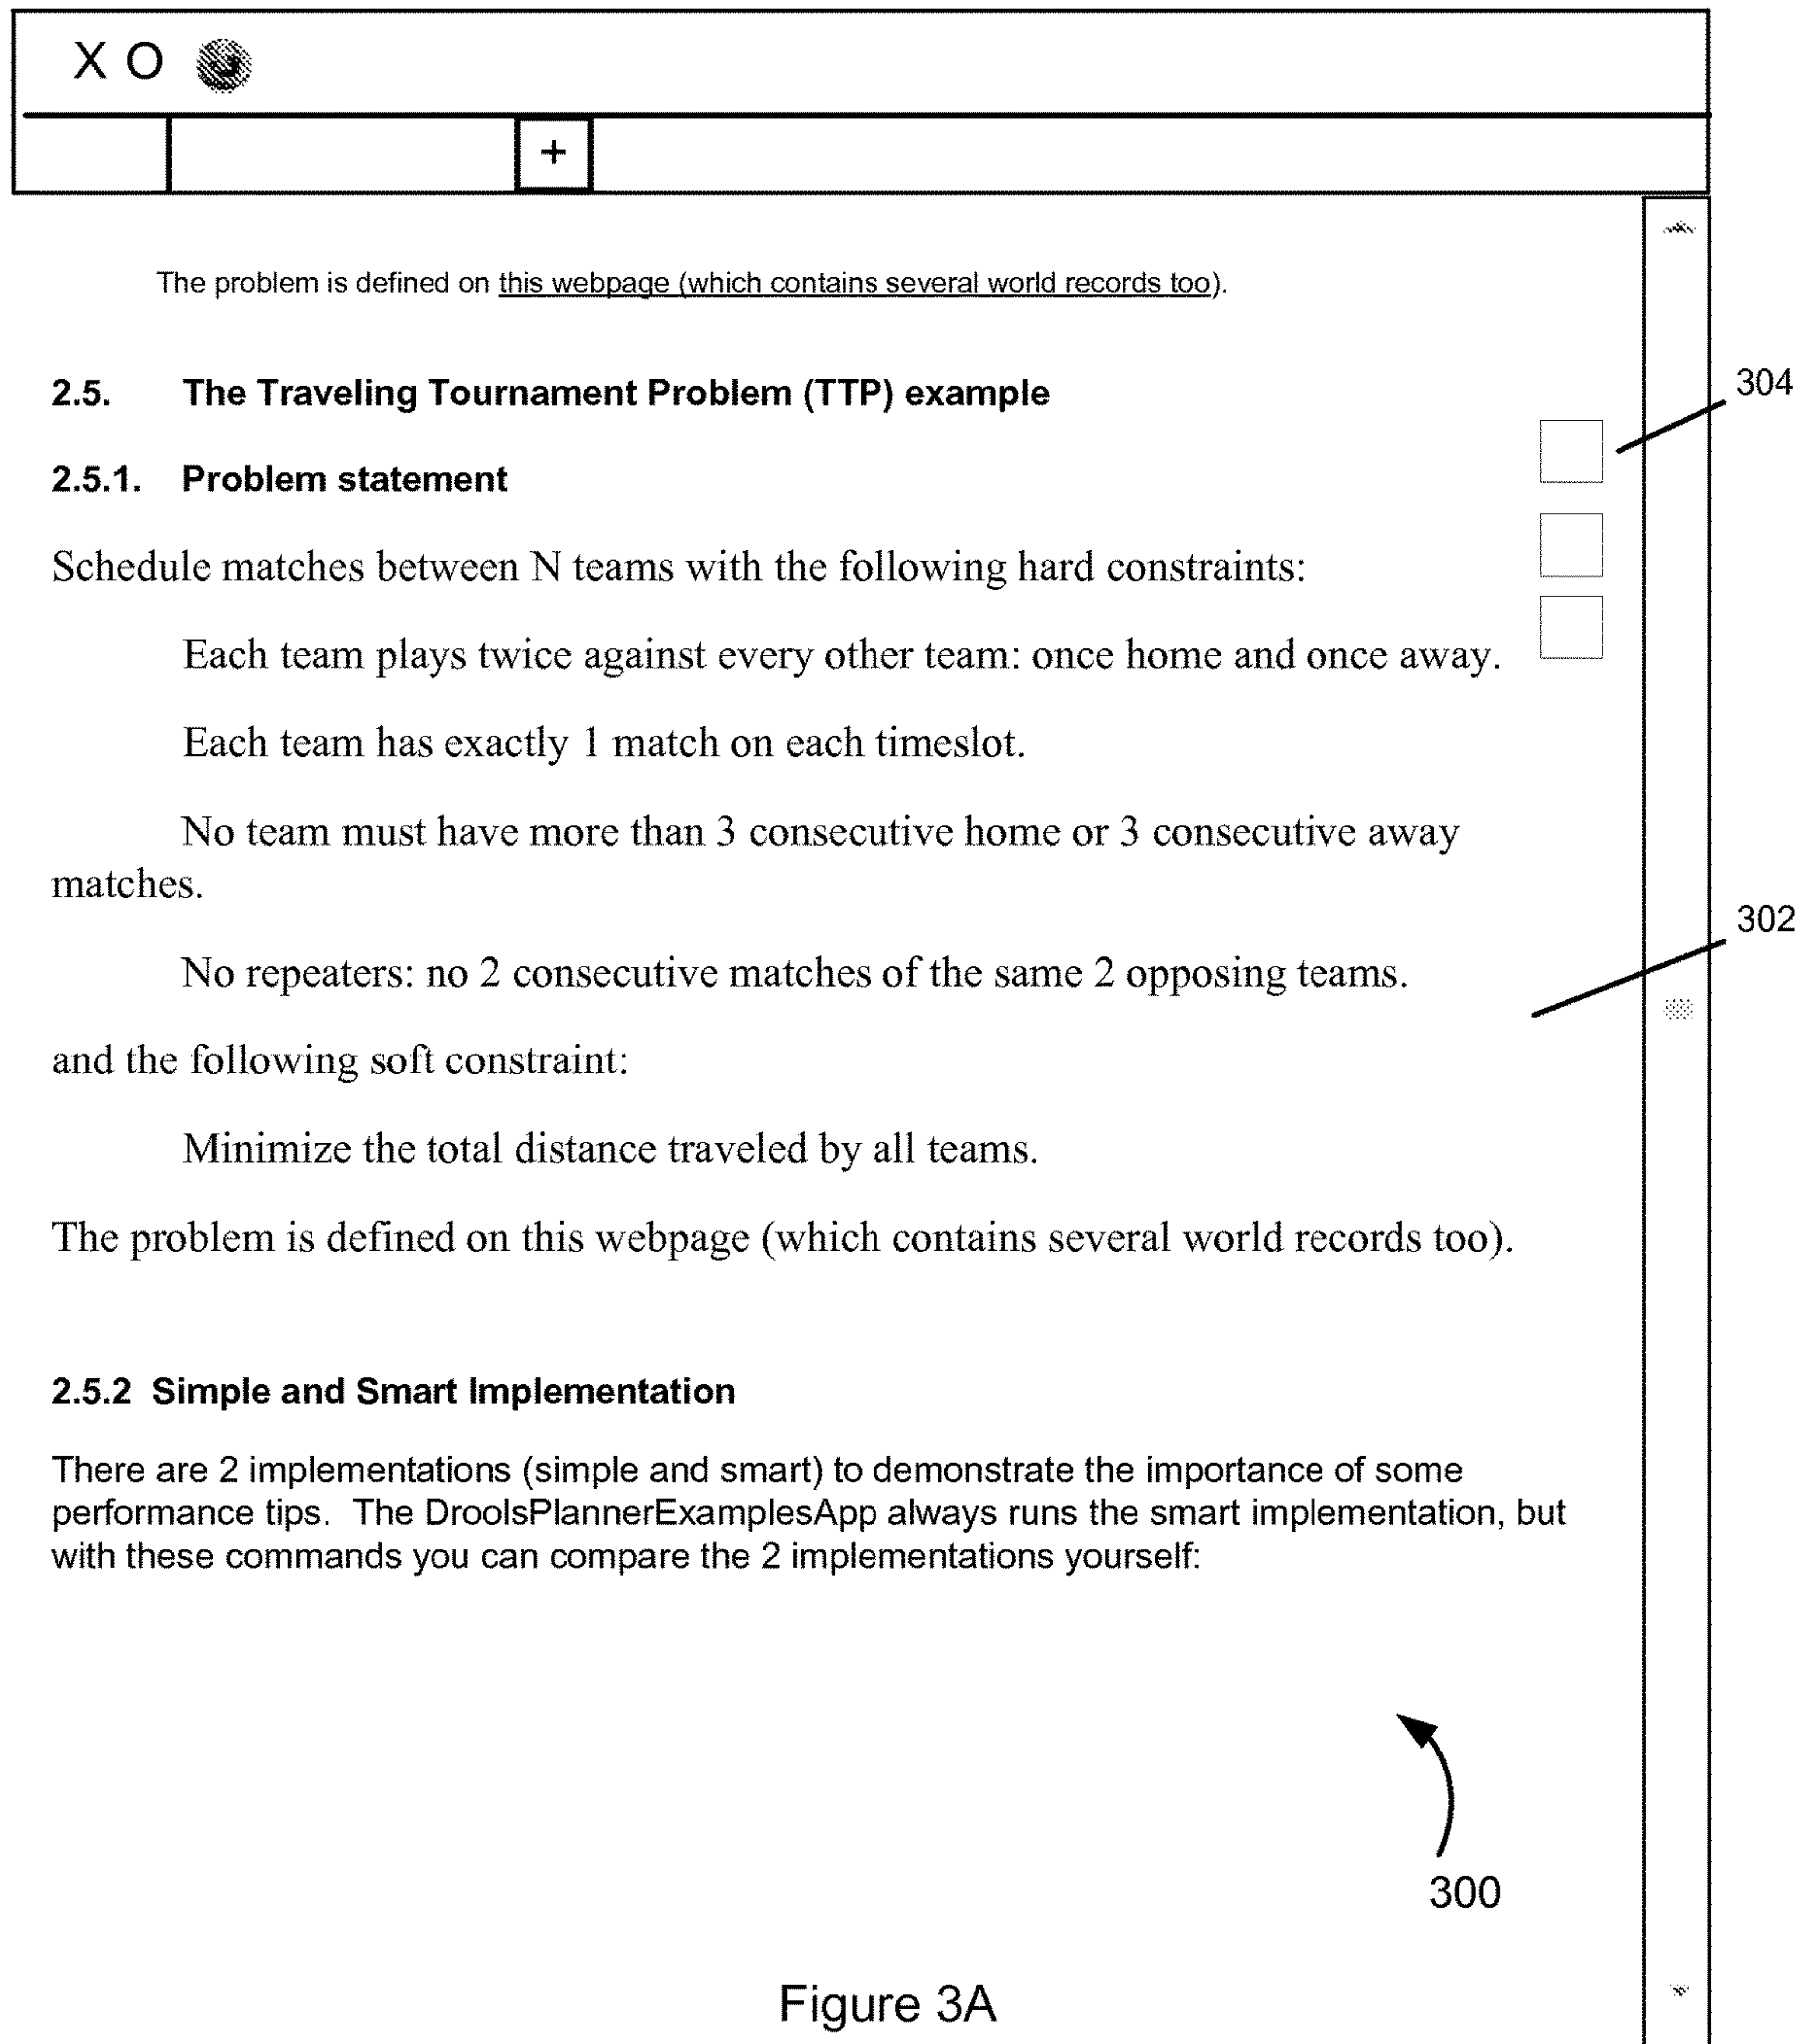 X O
+
The problem is defined on this webpage (which contains several world records too).
2.5. The Traveling Tournament Problem (TTP) example
304
2.5.1. Problem statement
Schedule matches between N teams with the following hard constraints:
Each team plays twice against every other team: once home and once away.
Each team has exactly 1 match on each timeslot.
No team must have more than 3 consecutive home or 3 consecutive away
matches.
302
No repeaters: no 2 consecutive matches of the same 2 opposing teams.
and the following soft constraint:
Minimize the total distance traveled by all teams.
The problem is defined on this webpage (which contains several world records too).
2.5.2 Simple and Smart Implementation
There are 2 implementations (simple and smart) to demonstrate the importance of some
performance tips. The DroolsPlannerExamplesApp always runs the smart implementation, but
with these commands you can compare the 2 implementations yourself:
300
Figure 3A